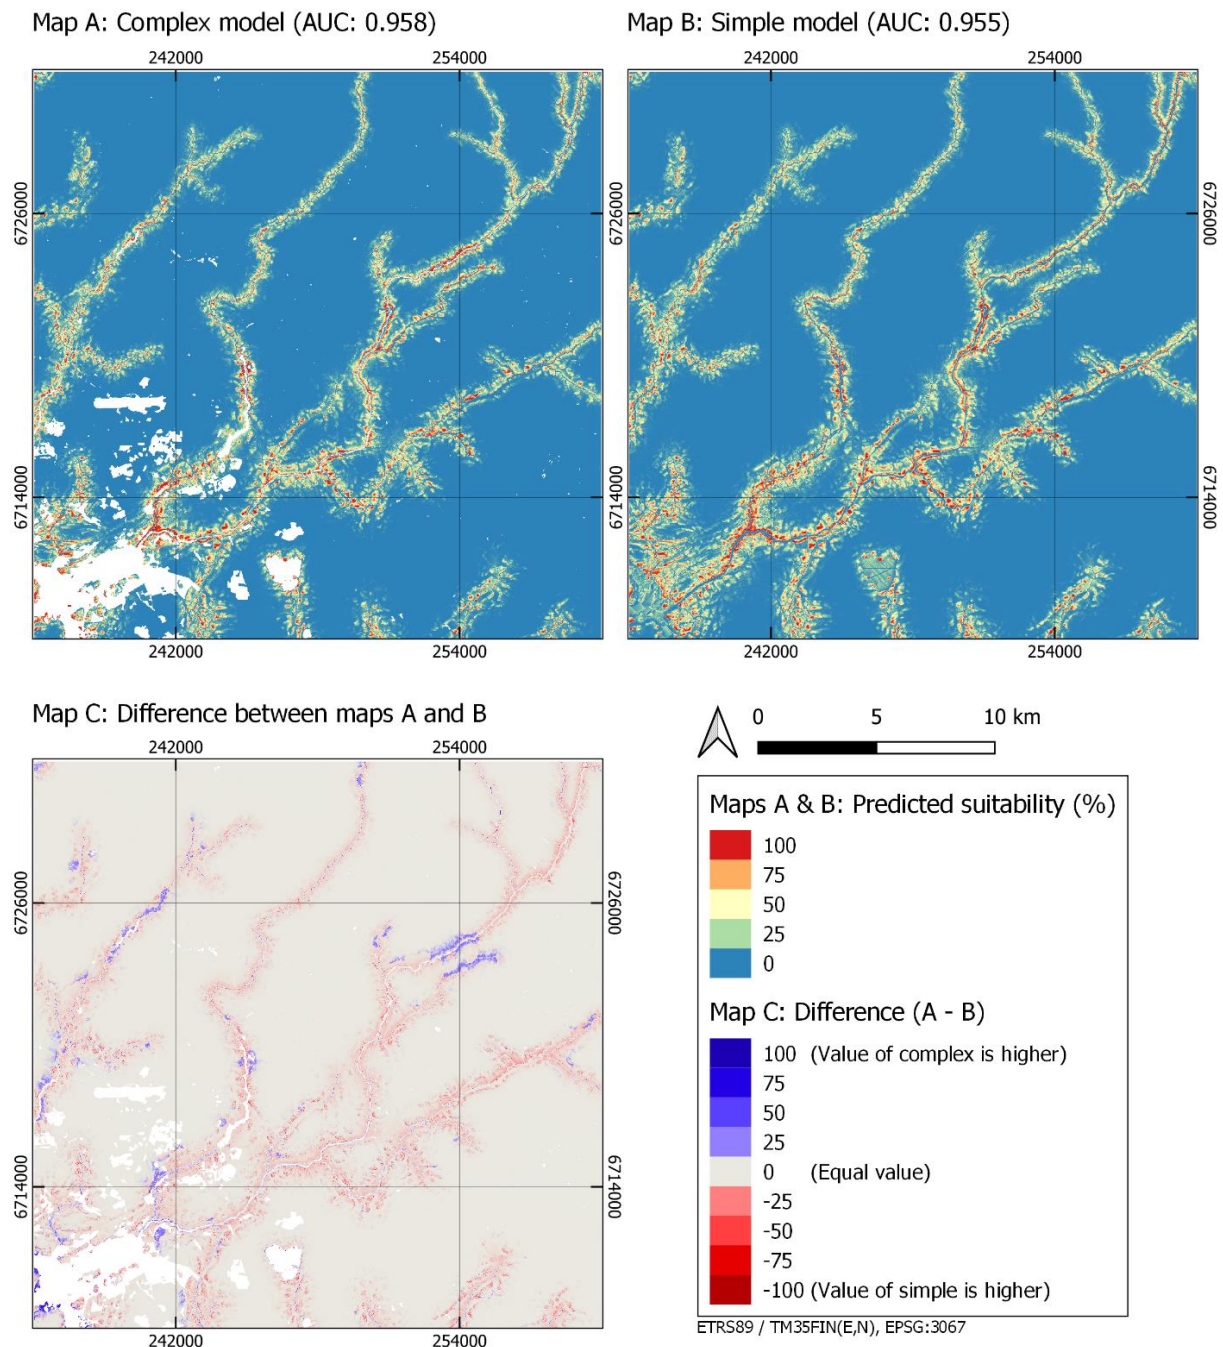 Map A: Complex model (AUC: 0.958)
Map B: Simple model (AUC: 0.955)
242000 254000
242000 254000
6726000
6726000
6714000
6714000
242000 254000
242000 254000
Map C: Difference between maps A and B
242000 254000
6726000
6726000
6714000
6714000
242000 254000
0 5 10 km
Maps A & B: Predicted suitability (%)
100
75
50
25
0
Map C: Difference (A - B)
100 (Value of complex is higher)
75
50
25
0 (Equal value)
-25
-50
-75
-100 (Value of simple is higher)
ETRS89 / TM35FIN(E,N), EPSG:3067